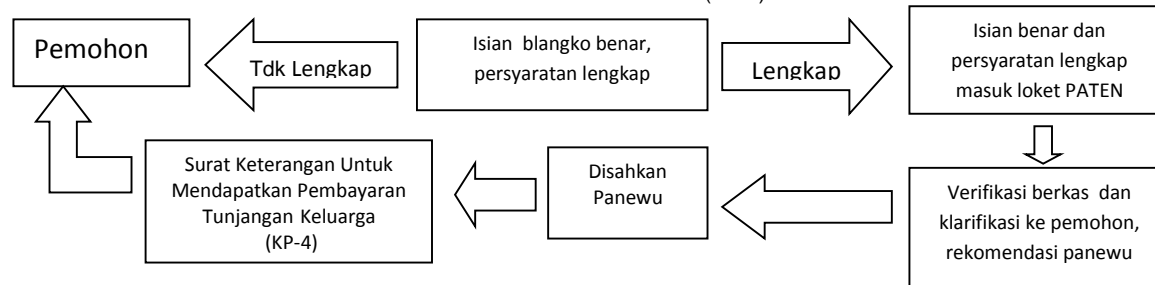 Pemohon
Tdk Lengkap
Isian blangko benar,
persyaratan lengkap
Lengkap
Isian benar dan
persyaratan lengkap
masuk loket PATEN
Surat Keterangan Untuk
Mendapatkan Pembayaran
Tunjangan Keluarga
(KP-4)
Disahkan
Panewu
Verifikasi berkas dan
klarifikasi ke pemohon,
rekomendasi panewu